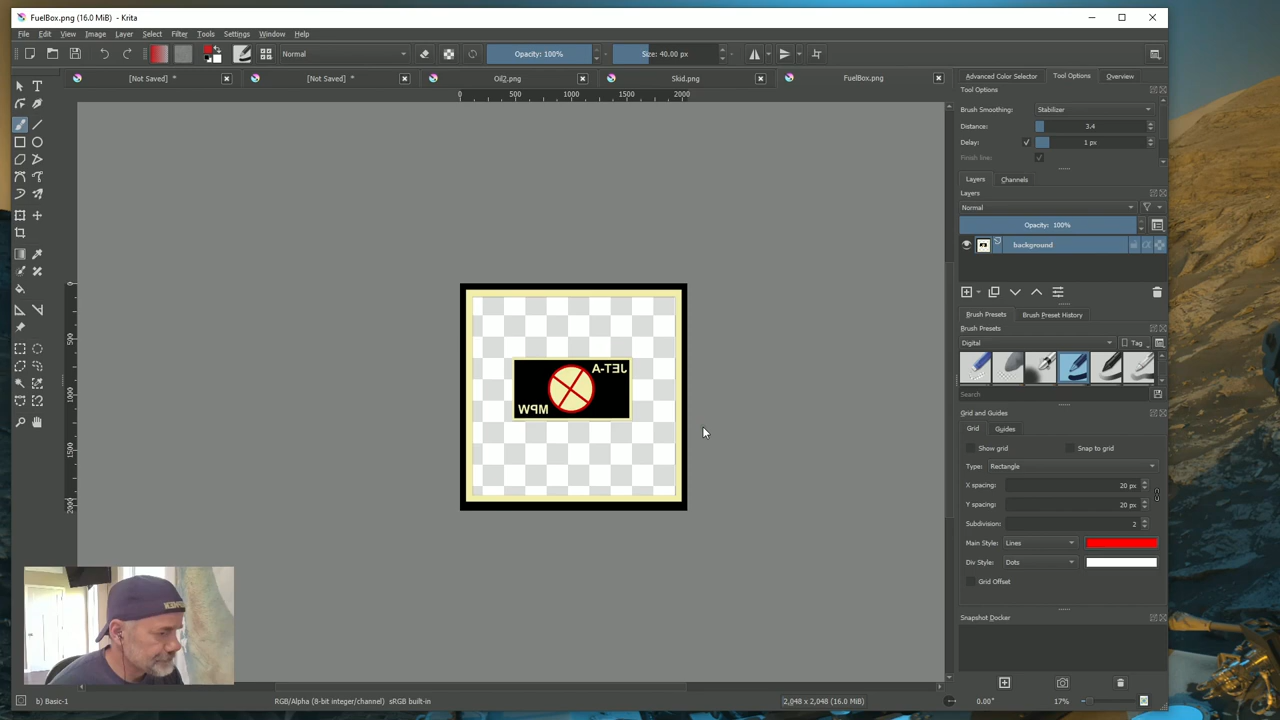 FuelBox.png (16.0 MiB) - Krita
File Edit View Image Layer Select Filter Tools Settings Window Help
Normal Opacity: 100% Size: 40.00 px
[Not Saved] * [Not Saved] * Oil2.png Skid.png FuelBox.png
Advanced Color Selector Tool Options Overview
Tool Options
0 500 1000 1500 2000
Brush Smoothing: Stabilizer
Distance: 3.4
Delay: 1 px
Finish line:
Layers Channels
Layers
Normal
Opacity: 100%
background
JET-A
MPW
Brush Presets Brush Preset History
Brush Presets
Digital Tag
Search
Grid and Guides
Grid Guides
Show grid Snap to grid
Type: Rectangle
X spacing: 20 px
Y spacing: 20 px
Subdivision: 2
Main Style: Lines
Div Style: Dots
Grid Offset
Snapshot Docker
b) Basic-1 RGB/Alpha (8-bit integer/channel) sRGB built-in 2,048 x 2,048 (16.0 MiB) 0.00° 17%